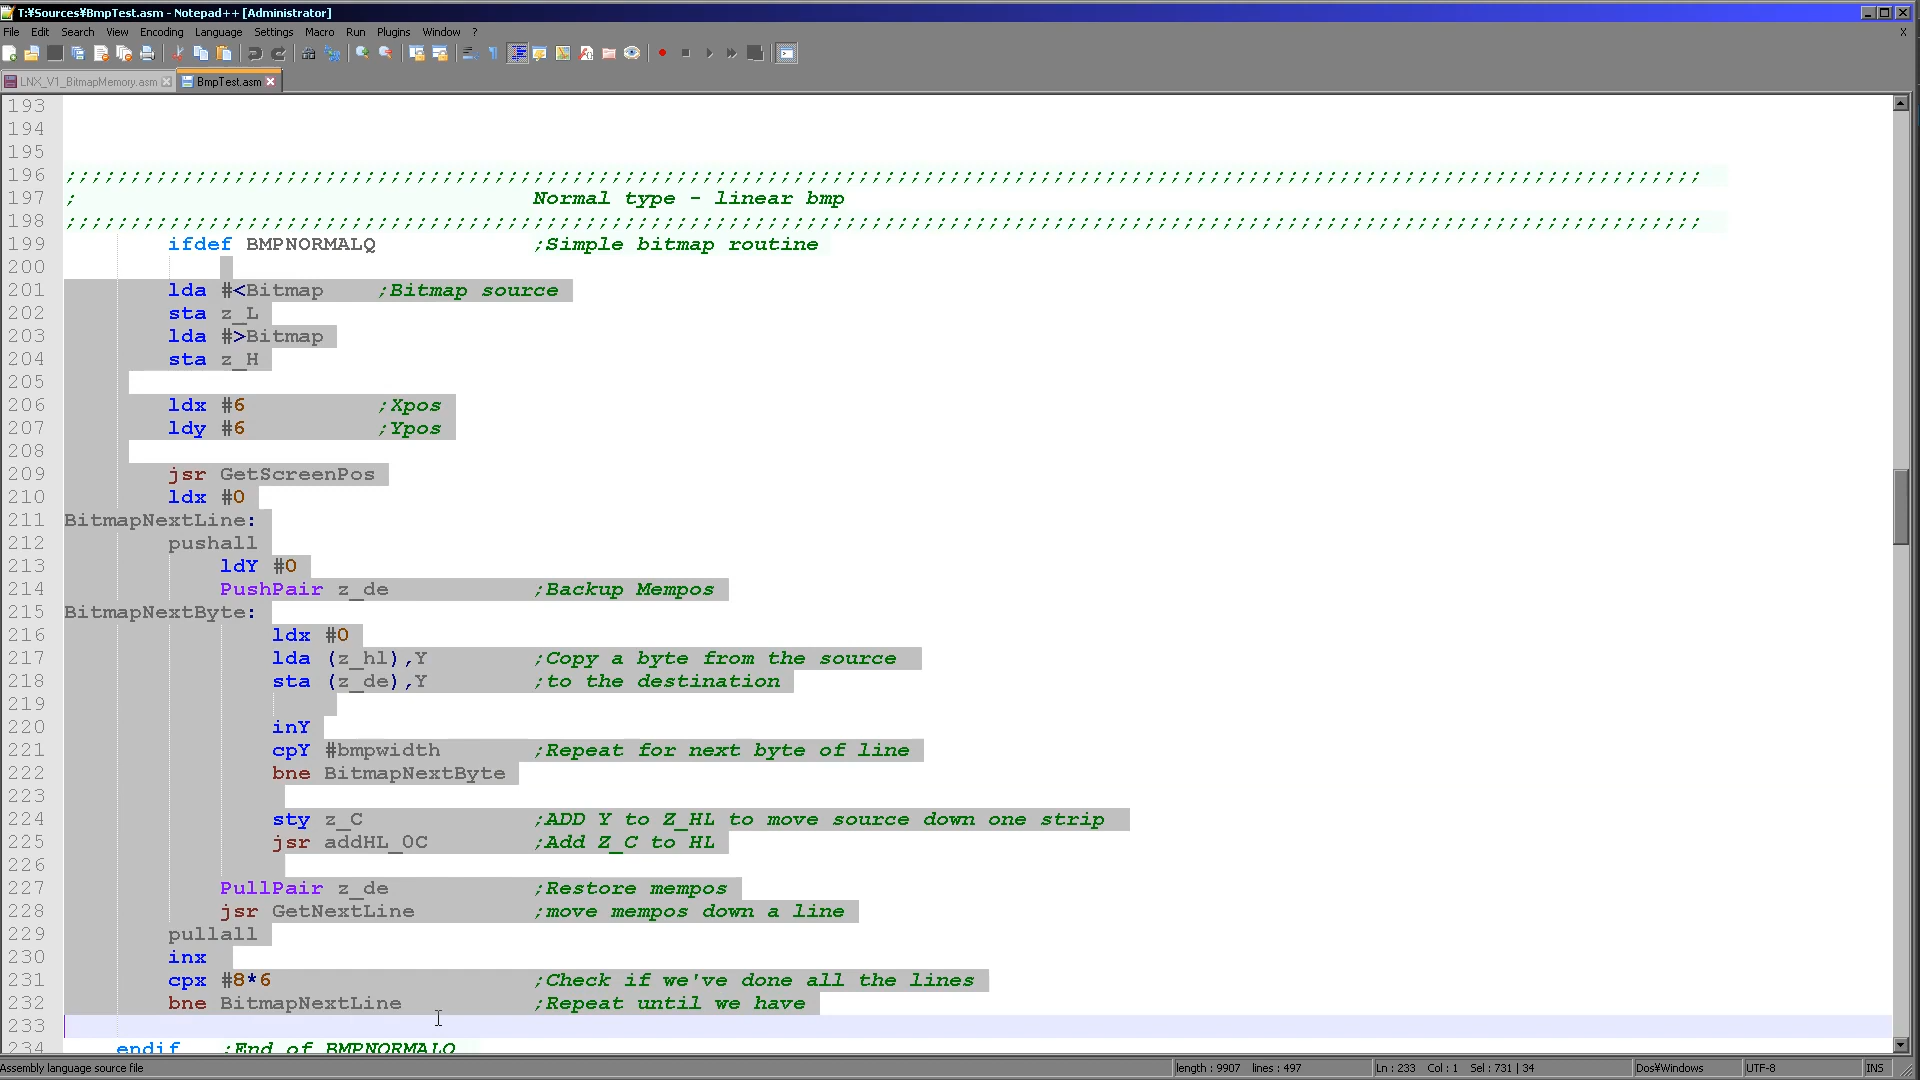 T:¥Sources¥BmpTest.asm - Notepad++ [Administrator]
File Edit Search View Encoding Language Settings Macro Run Plugins Window ? X
LNX_V1_BitmapMemory.asm BmpTest.asm
193
194
195
196 ;;;;;;;;;;;;;;;;;;;;;;;;;;;;;;;;;;;;;;;;;;;;;;;;;;;;;;;;;;;;;;;;;;;;;;;;;;;;;;;;;;;;;;;;;;;;;;;;;;;;;;;;;;;;;;;;;;;;;;;;;;;;;;
197 ; Normal type - linear bmp
198 ;;;;;;;;;;;;;;;;;;;;;;;;;;;;;;;;;;;;;;;;;;;;;;;;;;;;;;;;;;;;;;;;;;;;;;;;;;;;;;;;;;;;;;;;;;;;;;;;;;;;;;;;;;;;;;;;;;;;;;;;;;;;;;
199 ifdef BMPNORMALQ ;Simple bitmap routine
200
201 lda #<Bitmap ;Bitmap source
202 sta z_L
203 lda #>Bitmap
204 sta z_H
205
206 ldx #6 ;Xpos
207 ldy #6 ;Ypos
208
209 jsr GetScreenPos
210 ldx #0
211 BitmapNextLine:
212 pushall
213 ldY #0
214 PushPair z_de ;Backup Mempos
215 BitmapNextByte:
216 ldx #0
217 lda (z_hl),Y ;Copy a byte from the source
218 sta (z_de),Y ;to the destination
219
220 inY
221 cpY #bmpwidth ;Repeat for next byte of line
222 bne BitmapNextByte
223
224 sty z_C ;ADD Y to Z_HL to move source down one strip
225 jsr addHL_0C ;Add Z_C to HL
226
227 PullPair z_de ;Restore mempos
228 jsr GetNextLine ;move mempos down a line
229 pullall
230 inx
231 cpx #8*6 ;Check if we've done all the lines
232 bne BitmapNextLine ;Repeat until we have
233
234 endif ;End of BMPNORMALQ
Assembly language source file length : 9907 lines : 497 Ln : 233 Col : 1 Sel : 731 | 34 Dos¥Windows UTF-8 INS